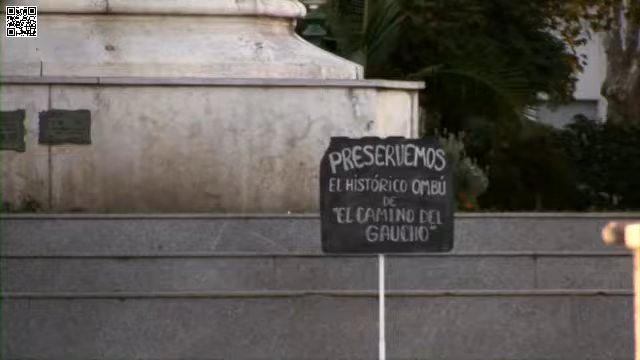 PRESERVEMOS
EL HISTÓRICO OMBÚ
DE
"EL CAMINO DEL
GAUCHO"